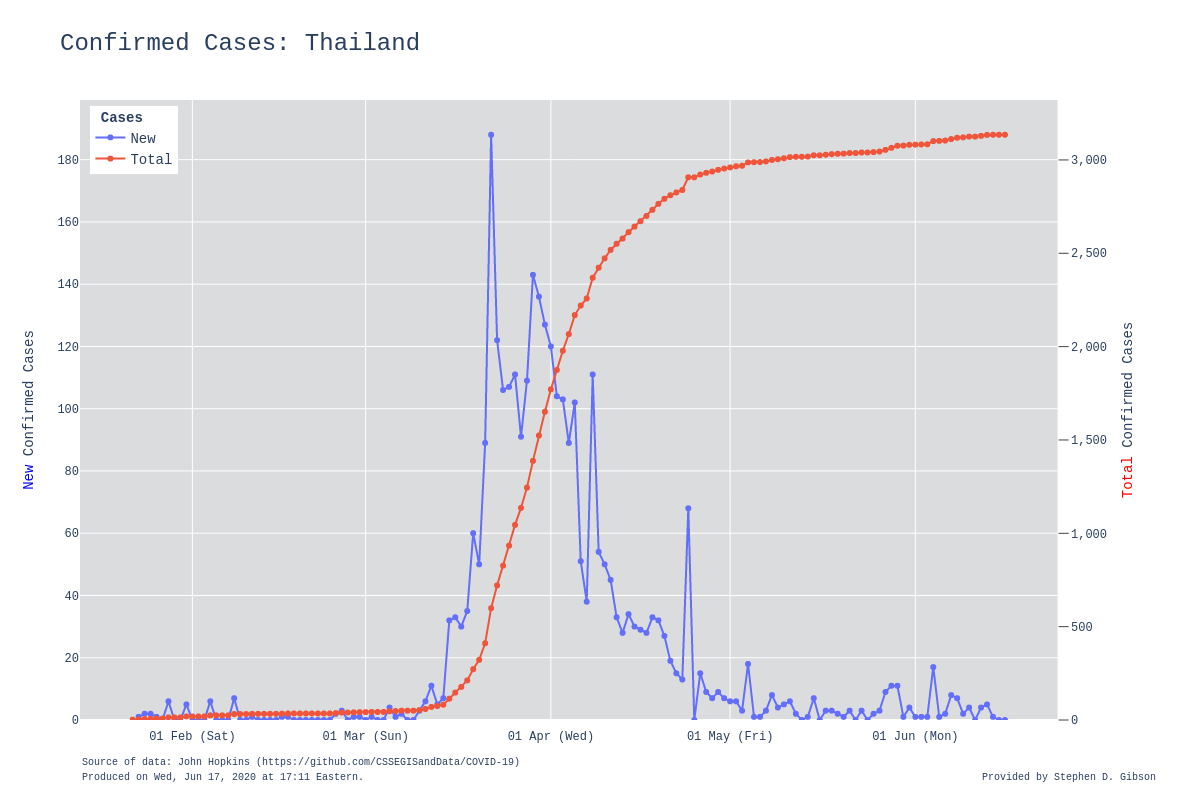 Confirmed Cases: Thailand
Cases
New
Total
180
160
140
120
100
80
60
40
20
0
3,000
2,500
2,000
1,500
1,000
500
0
New Confirmed Cases
Total Confirmed Cases
01 Feb (Sat)
01 Mar (Sun)
01 Apr (Wed)
01 May (Fri)
01 Jun (Mon)
Source of data: John Hopkins (https://github.com/CSSEGISandData/COVID-19)
Produced on Wed, Jun 17, 2020 at 17:11 Eastern.
Provided by Stephen D. Gibson